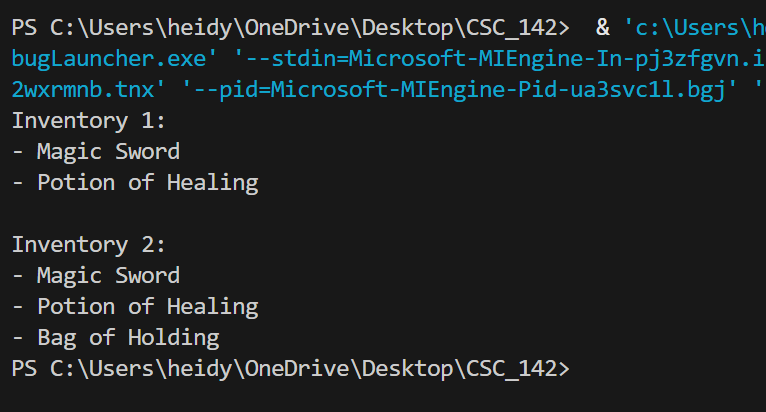 PS C:\Users\heidy\OneDrive\Desktop\CSC_142>  & 'c:\Users\h
bugLauncher.exe' '--stdin=Microsoft-MIEngine-In-pj3zfgvn.i
2wxrmnb.tnx' '--pid=Microsoft-MIEngine-Pid-ua3svc1l.bgj' '
Inventory 1:
- Magic Sword
- Potion of Healing

Inventory 2:
- Magic Sword
- Potion of Healing
- Bag of Holding
PS C:\Users\heidy\OneDrive\Desktop\CSC_142>